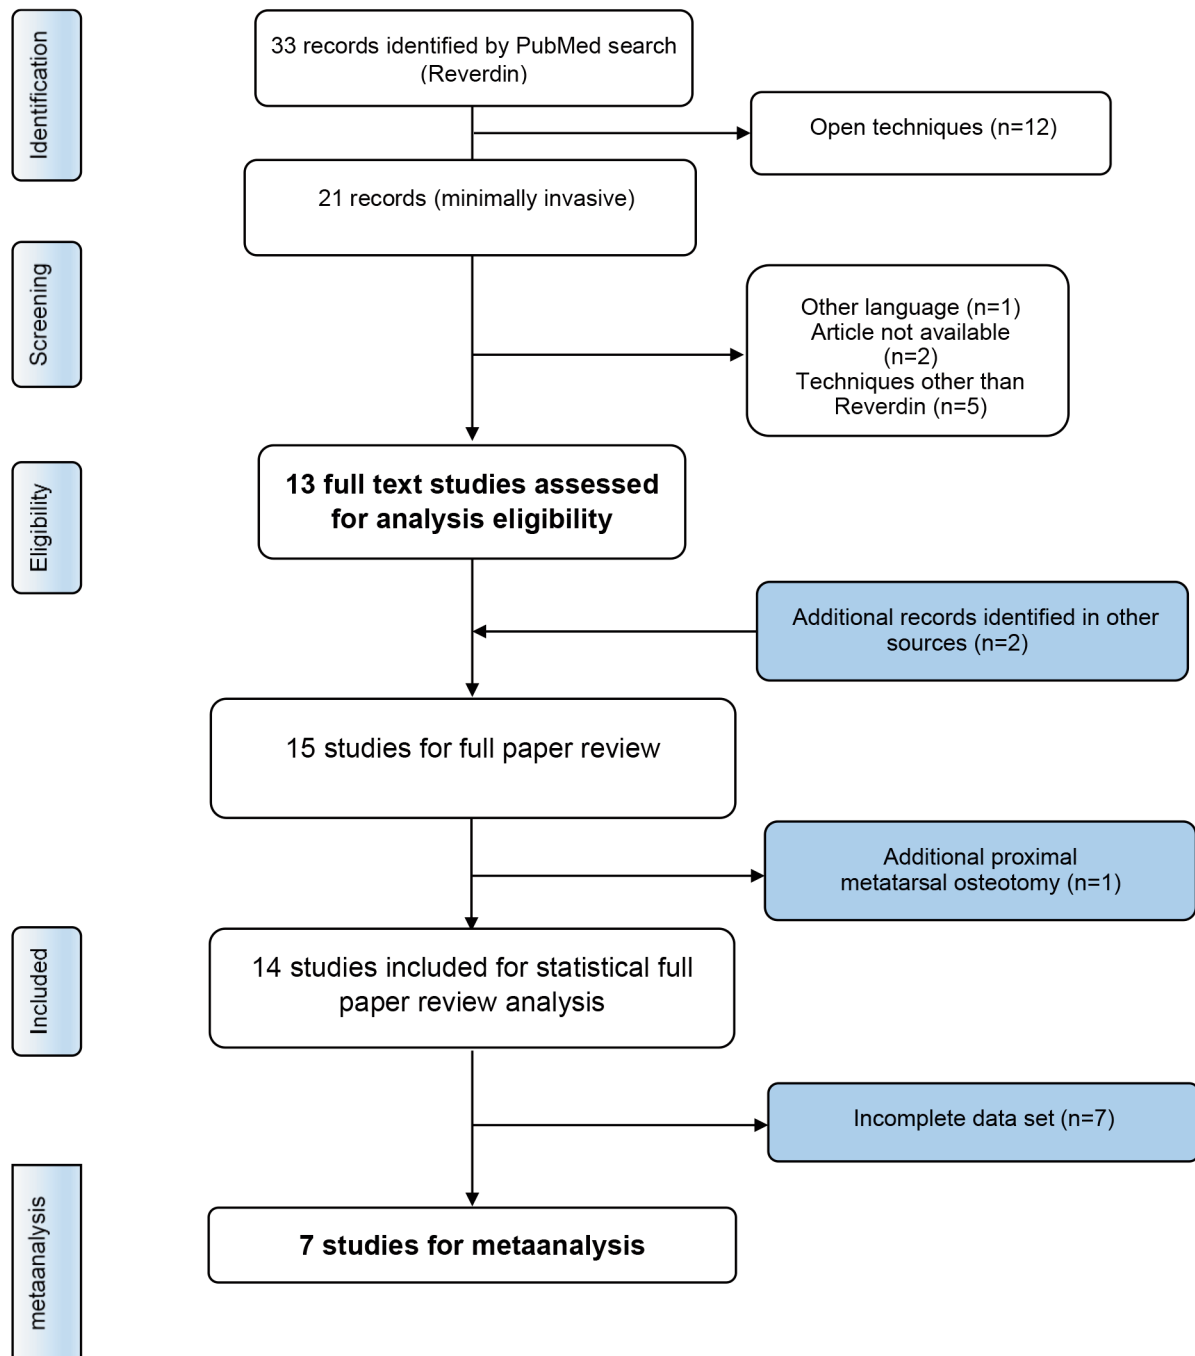 Identification
33 records identified by PubMed search
(Reverdin)
Open techniques (n=12)
21 records (minimally invasive)
Screening
Other language (n=1)
Article not available
(n=2)
Techniques other than
Reverdin (n=5)
Eligibility
13 full text studies assessed
for analysis eligibility
Additional records identified in other
sources (n=2)
15 studies for full paper review
Additional proximal
metatarsal osteotomy (n=1)
Included
14 studies included for statistical full
paper review analysis
Incomplete data set (n=7)
metaanalysis
7 studies for metaanalysis